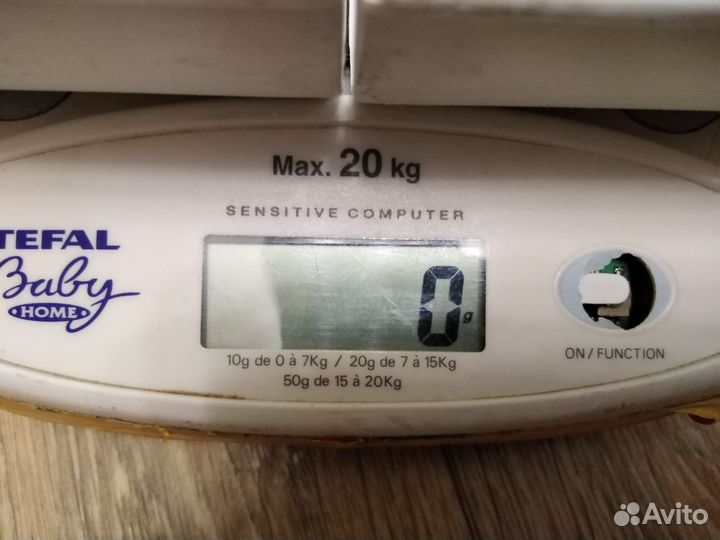 Max. 20 kg
SENSITIVE COMPUTER
TEFAL
Baby
HOME
0g
10g de 0 à 7Kg / 20g de 7 à 15Kg
50g de 15 à 20Kg
ON / FUNCTION
Avito